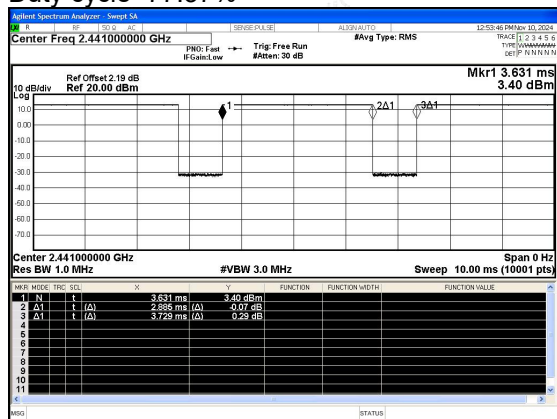 Agilent Spectrum Analyzer - Swept SA
R RF 50 Ω AC SENSE:PULSE ALIGN AUTO 12:53:46 PM Nov 10, 2024
Center Freq 2.441000000 GHz #Avg Type: RMS TRACE 1 2 3 4 5 6
PNO: Fast Trig: Free Run TYPE
IFGain:Low #Atten: 30 dB DET P N N N N N
Ref Offset 2.19 dB Mkr1 3.631 ms
10 dB/div Ref 20.00 dBm 3.40 dBm
Log
10.0
1 2Δ1 3Δ1
0.00
-10.0
-20.0
-30.0
-40.0
-50.0
-60.0
-70.0
Center 2.441000000 GHz Span 0 Hz
Res BW 1.0 MHz #VBW 3.0 MHz Sweep 10.00 ms (10001 pts)
MKR MODE TRC SCL X Y FUNCTION FUNCTION WIDTH FUNCTION VALUE
1 N t 3.631 ms 3.40 dBm
2 Δ1 t (Δ) 2.885 ms (Δ) -0.07 dB
3 Δ1 t (Δ) 3.729 ms (Δ) 0.29 dB
4
5
6
7
8
9
10
11
MSG STATUS